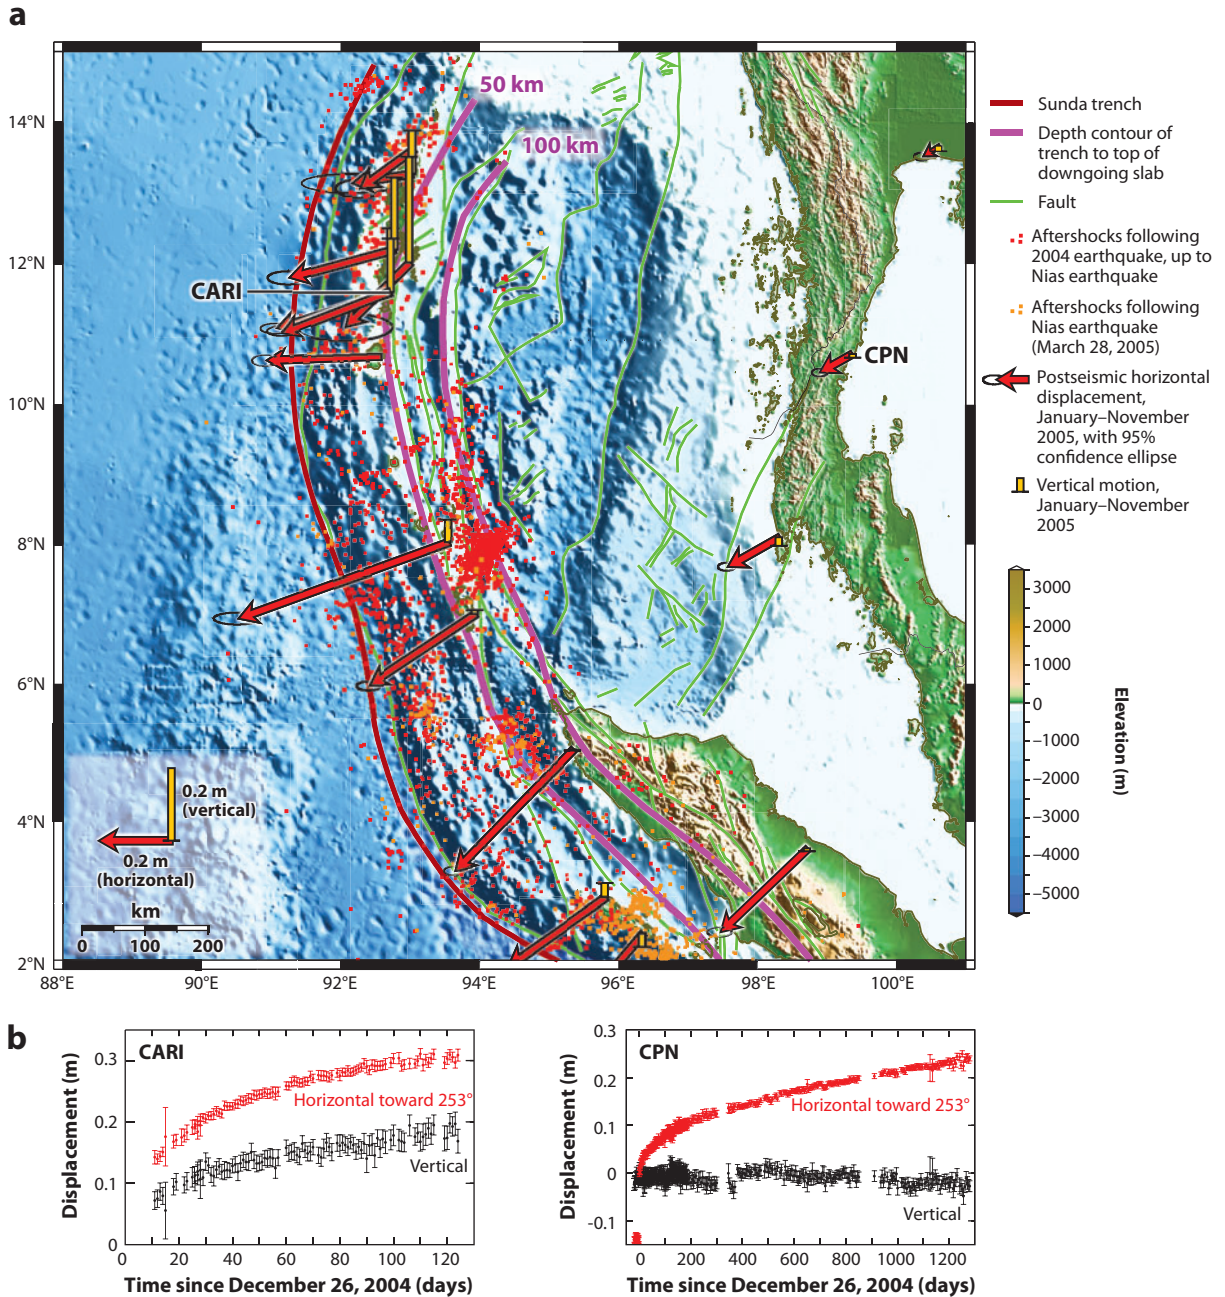 a
50 km
100 km
14°N
12°N
10°N
8°N
6°N
4°N
2°N
88°E
90°E
92°E
94°E
96°E
98°E
100°E
CARI
CPN
0.2 m
(vertical)
0.2 m
(horizontal)
km
0
100
200
Sunda trench
Depth contour of
trench to top of
downgoing slab
Fault
Aftershocks following
2004 earthquake, up to
Nias earthquake
Aftershocks following
Nias earthquake
(March 28, 2005)
Postseismic horizontal
displacement,
January–November
2005, with 95%
confidence ellipse
Vertical motion,
January–November
2005
3000
2000
1000
0
−1000
−2000
−3000
−4000
−5000
Elevation (m)
b
CARI
0.3
0.2
0.1
0
Displacement (m)
Horizontal toward 253°
Vertical
0
20
40
60
80
100
120
Time since December 26, 2004 (days)
CPN
0.3
0.2
0.1
0
-0.1
Displacement (m)
Horizontal toward 253°
Vertical
0
200
400
600
800
1000
1200
Time since December 26, 2004 (days)